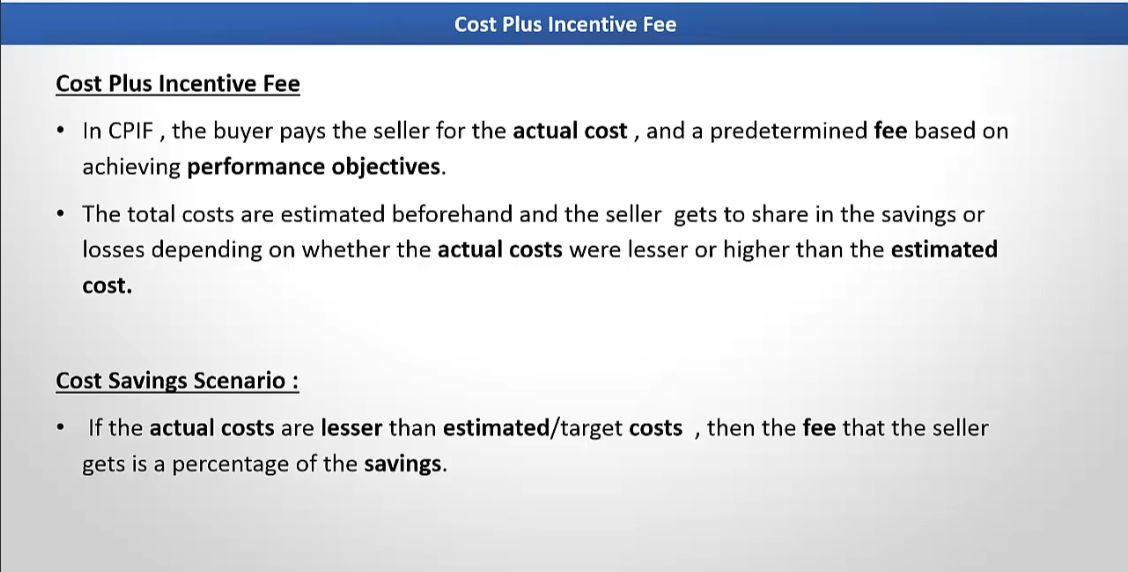 Cost Plus Incentive Fee
Cost Plus Incentive Fee
• In CPIF , the buyer pays the seller for the actual cost , and a predetermined fee based on
achieving performance objectives.
• The total costs are estimated beforehand and the seller gets to share in the savings or
losses depending on whether the actual costs were lesser or higher than the estimated
cost.
Cost Savings Scenario :
• If the actual costs are lesser than estimated/target costs , then the fee that the seller
gets is a percentage of the savings.